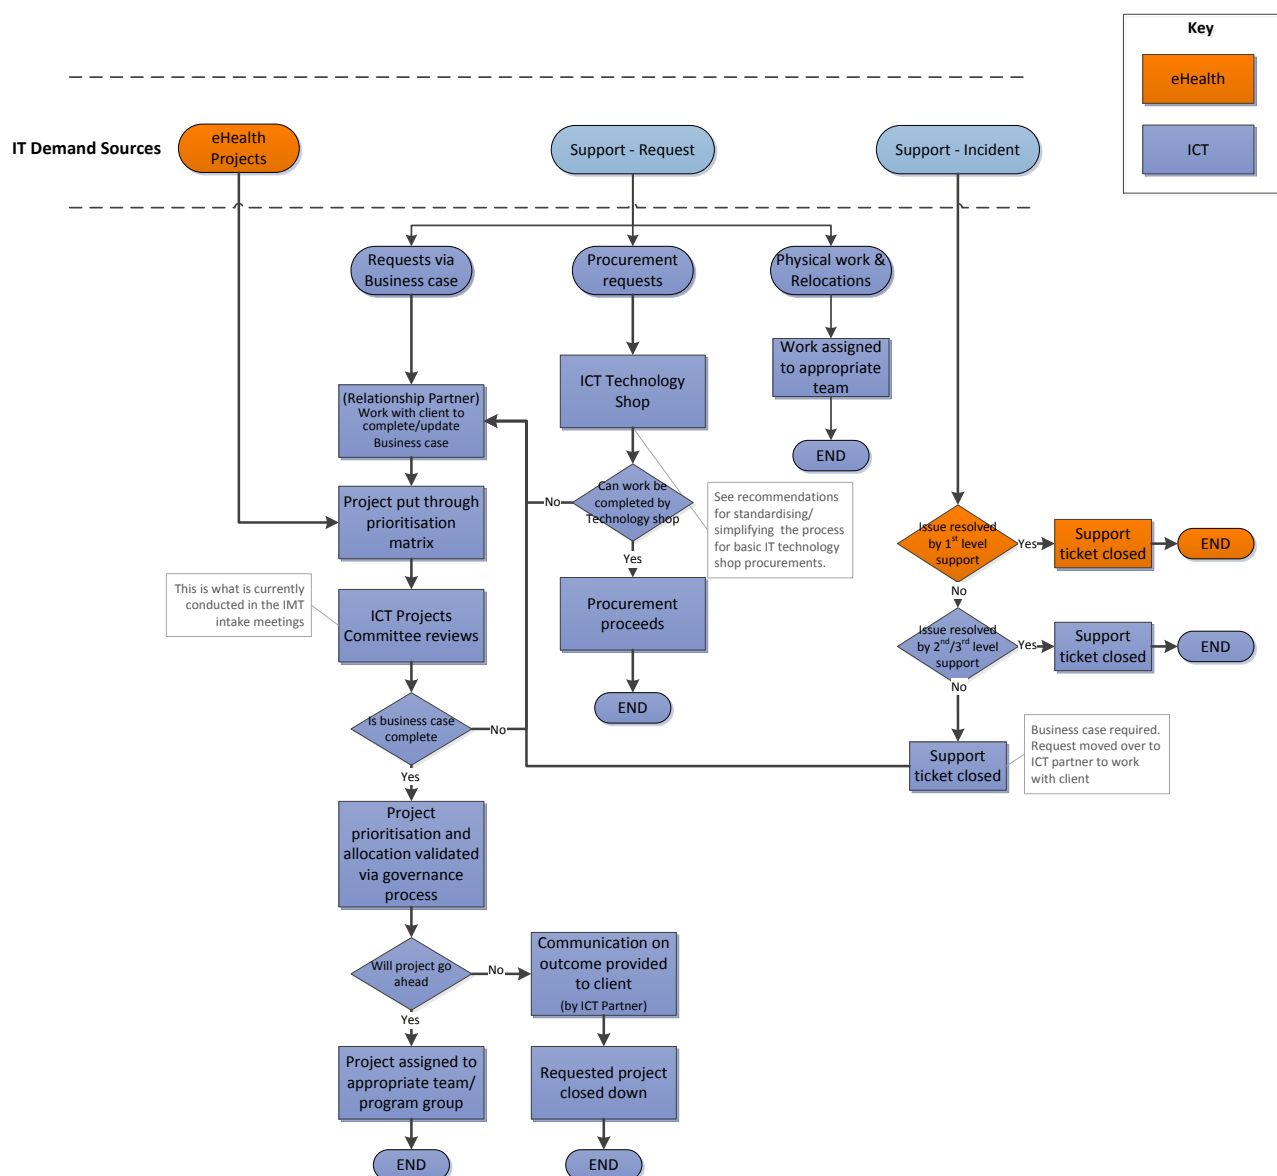 Key
eHealth
ICT
IT Demand Sources
eHealth
Projects
Support - Request
Support - Incident
Requests via
Business case
Procurement
requests
Physical work &
Relocations
ICT Technology
Shop
Work assigned
to appropriate
team
END
(Relationship Partner)
Work with client to
complete/update
Business case
Can work be
completed by
Technology shop
No
Yes
See recommendations
for standardising/
simplifying the process
for basic IT technology
shop procurements.
Project put through
prioritisation
matrix
Issue resolved
by 1st level
support
Yes
Support
ticket closed
END
No
This is what is currently
conducted in the IMT
intake meetings
ICT Projects
Committee reviews
Procurement
proceeds
END
Issue resolved
by 2nd/3rd level
support
Yes
Support
ticket closed
END
No
Is business case
complete
No
Yes
Support
ticket closed
Business case required.
Request moved over to
ICT partner to work
with client
Project
prioritisation and
allocation validated
via governance
process
Will project go
ahead
No
Yes
Communication on
outcome provided
to client
(by ICT Partner)
Project assigned to
appropriate team/
program group
Requested project
closed down
END
END